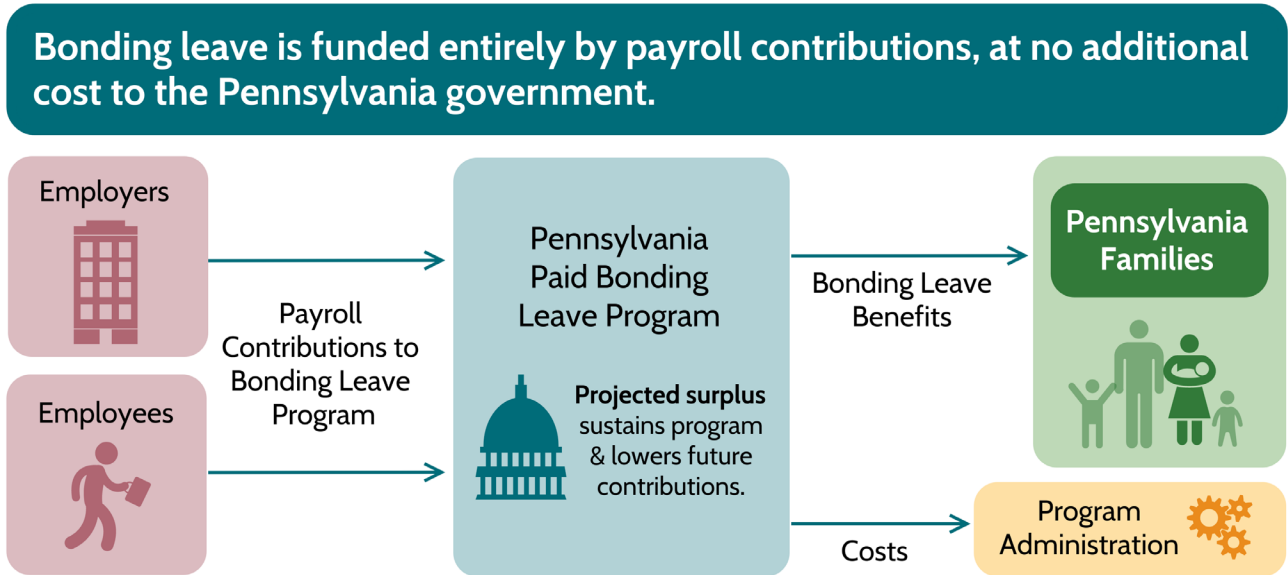 Bonding leave is funded entirely by payroll contributions, at no additional
cost to the Pennsylvania government.
Employers
Employees
Payroll
Contributions to
Bonding Leave
Program
Pennsylvania
Paid Bonding
Leave Program
Projected surplus
sustains program
& lowers future
contributions.
Bonding Leave
Benefits
Pennsylvania
Families
Costs
Program
Administration